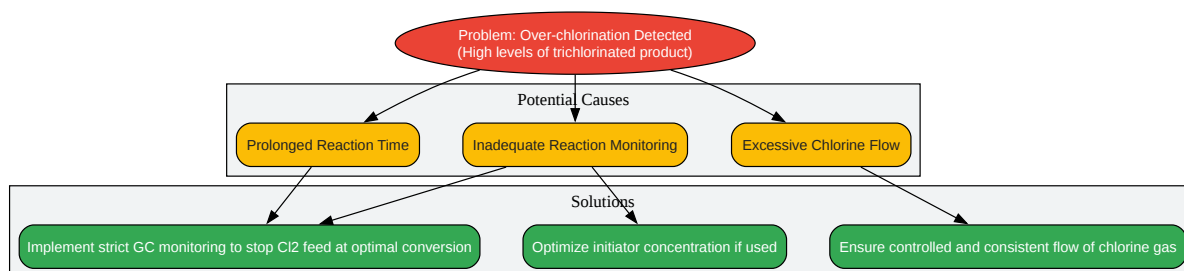 Problem: Over-chlorination Detected
(High levels of trichlorinated product)
Potential Causes
Prolonged Reaction Time
Inadequate Reaction Monitoring
Excessive Chlorine Flow
Solutions
Implement strict GC monitoring to stop Cl2 feed at optimal conversion
Optimize initiator concentration if used
Ensure controlled and consistent flow of chlorine gas